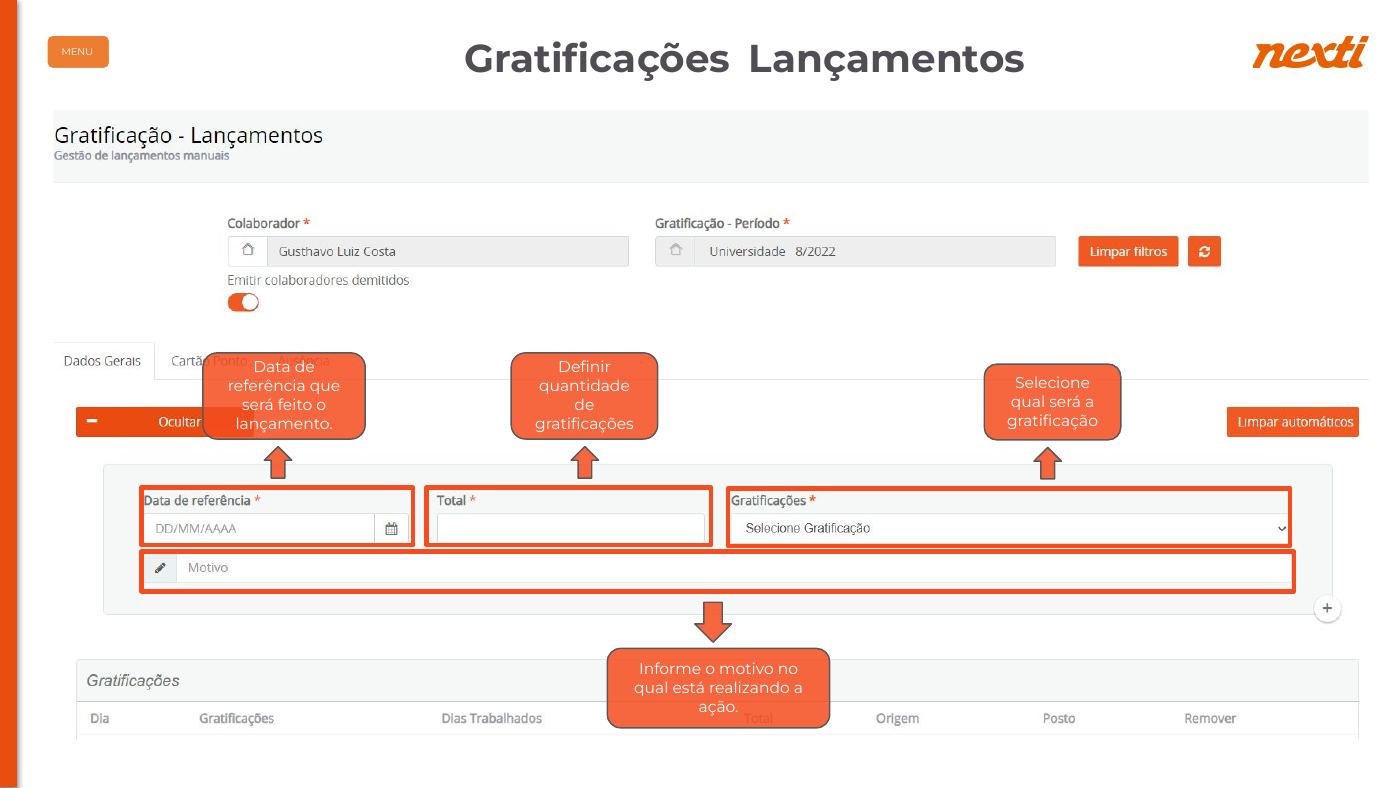 MENU
Gratificações Lançamentos
nexti
Gratificação - Lançamentos
Gestão de lançamentos manuais
Colaborador *
Gratificação - Período *
Gusthavo Luiz Costa
Universidade 8/2022
Limpar filtros
Emitir colaboradores demitidos
Dados Gerais
Cartão Ponto
Ausência
Data de
referência que
será feito o
lançamento.
Definir
quantidade
de
gratificações
Selecione
qual será a
gratificação
Ocultar
Limpar automáticos
Data de referência *
Total *
Gratificações *
DD/MM/AAAA
Selecione Gratificação
Motivo
+
Informe o motivo no
qual está realizando a
ação.
Gratificações
Dia
Gratificações
Dias Trabalhados
Total
Origem
Posto
Remover